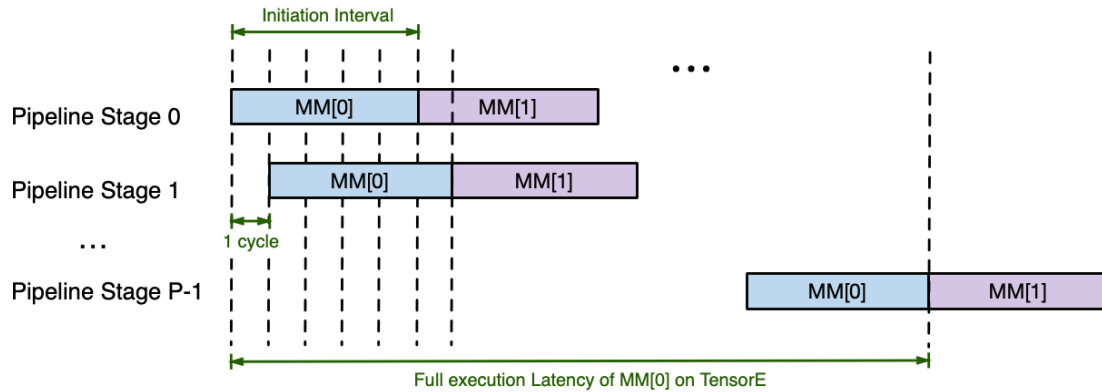 Initiation Interval
...
Pipeline Stage 0
MM[0]
MM[1]
Pipeline Stage 1
MM[0]
MM[1]
1 cycle
...
Pipeline Stage P-1
MM[0]
MM[1]
Full execution Latency of MM[0] on TensorE